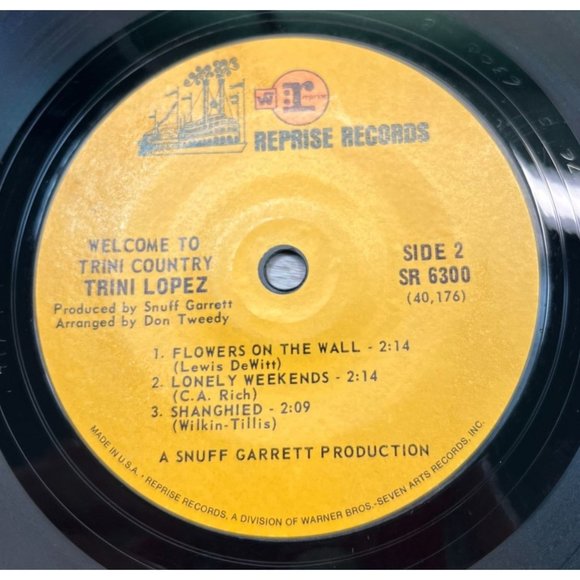 W
r
reprise
REPRISE RECORDS
WELCOME TO
TRINI COUNTRY
TRINI LOPEZ
Produced by Snuff Garrett
Arranged by Don Tweedy
SIDE 2
SR 6300
(40,176)
1. FLOWERS ON THE WALL - 2:14
(Lewis DeWitt)
2. LONELY WEEKENDS - 2:14
(C.A. Rich)
3. SHANGHIED - 2:09
(Wilkin-Tillis)
A SNUFF GARRETT PRODUCTION
MADE IN U.S.A. • REPRISE RECORDS, A DIVISION OF WARNER BROS.-SEVEN ARTS RECORDS, INC.